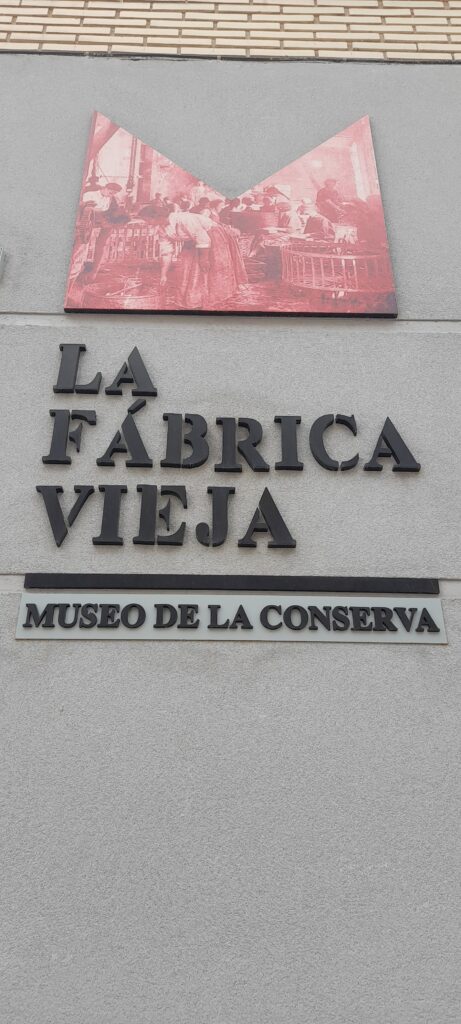 LA
FÁBRICA
VIEJA
MUSEO DE LA CONSERVA